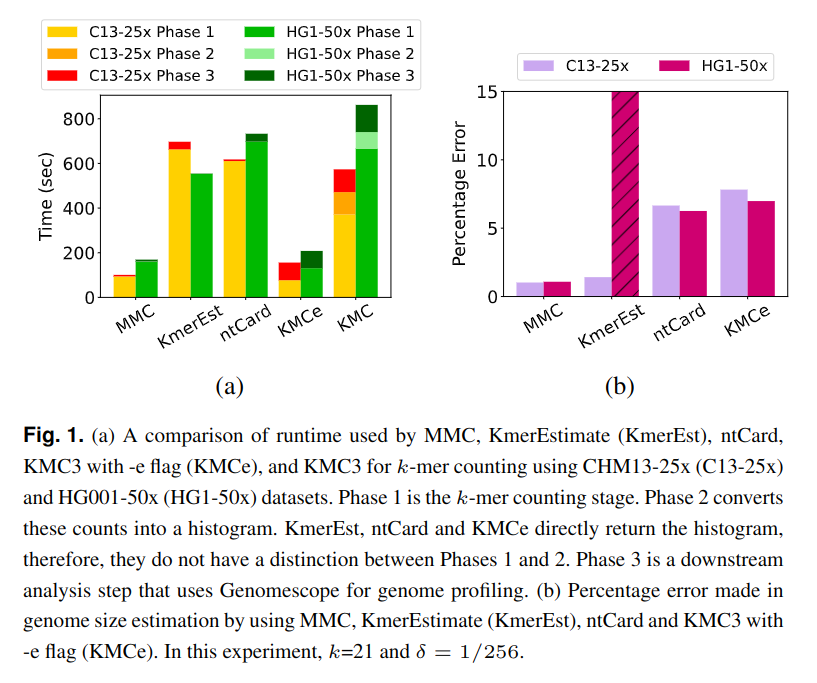 C13-25x Phase 1
C13-25x Phase 2
C13-25x Phase 3
HG1-50x Phase 1
HG1-50x Phase 2
HG1-50x Phase 3
Time (sec)
800
600
400
200
0
MMC
KmerEst
ntCard
KMCe
KMC
(a)
C13-25x
HG1-50x
Percentage Error
15
10
5
0
MMC
KmerEst
ntCard
KMCe
(b)
Fig. 1. (a) A comparison of runtime used by MMC, KmerEstimate (KmerEst), ntCard,
KMC3 with -e flag (KMCe), and KMC3 for k-mer counting using CHM13-25x (C13-25x)
and HG001-50x (HG1-50x) datasets. Phase 1 is the k-mer counting stage. Phase 2 converts
these counts into a histogram. KmerEst, ntCard and KMCe directly return the histogram,
therefore, they do not have a distinction between Phases 1 and 2. Phase 3 is a downstream
analysis step that uses Genomescope for genome profiling. (b) Percentage error made in
genome size estimation by using MMC, KmerEstimate (KmerEst), ntCard and KMC3 with
-e flag (KMCe). In this experiment, k=21 and δ = 1/256.